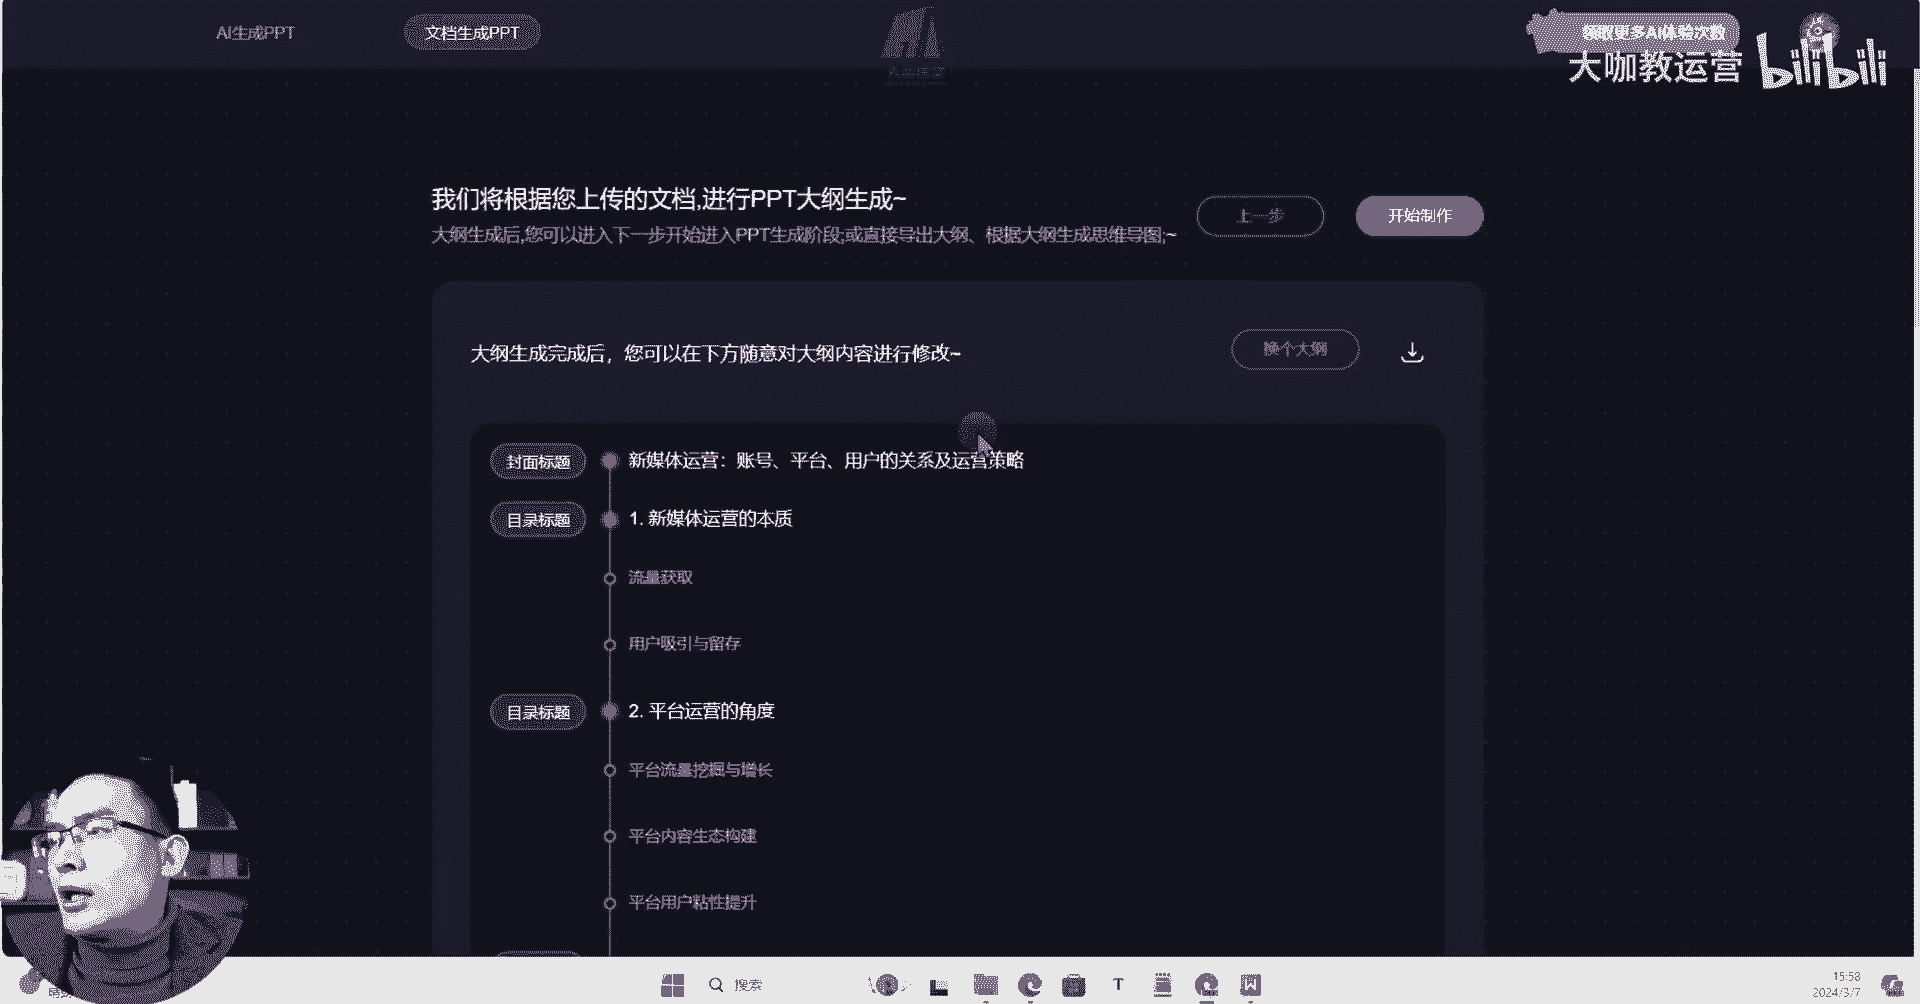 AI生成PPT
文档生成PPT
领取更多AI体验次数
大咖教运营 bilibili
我们将根据您上传的文档,进行PPT大纲生成~
大纲生成后,您可以进入下一步开始进入PPT生成阶段;或直接导出大纲、根据大纲生成思维导图;~
上一步
开始制作
大纲生成完成后，您可以在下方随意对大纲内容进行修改~
换个大纲
封面标题 新媒体运营：账号、平台、用户的关系及运营策略
目录标题 1. 新媒体运营的本质
流量获取
用户吸引与留存
目录标题 2. 平台运营的角度
平台流量挖掘与增长
平台内容生态构建
平台用户粘性提升
搜索
15:58
2024/3/7